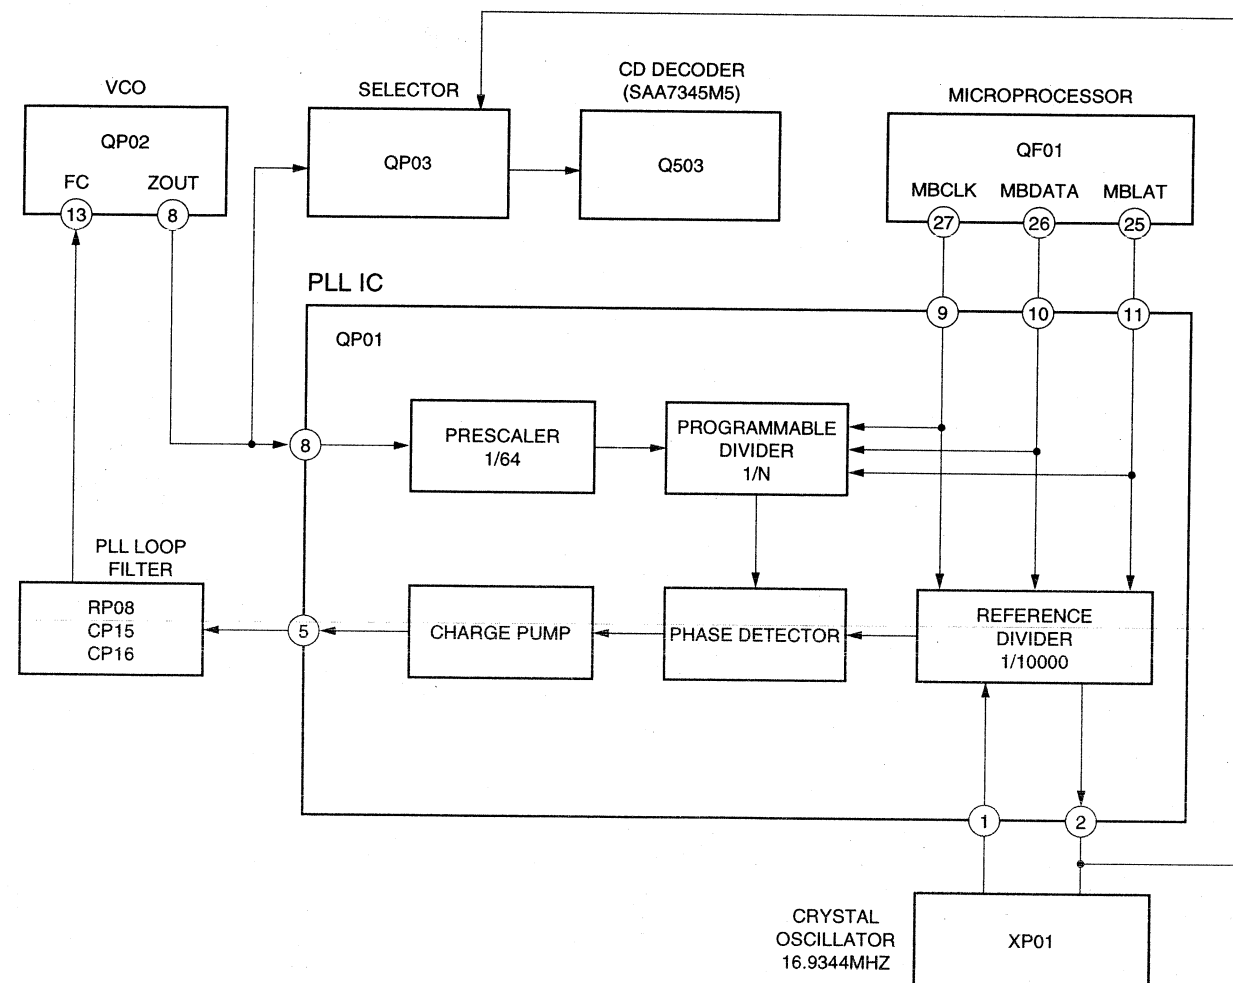 VCO
QP02
FC ZOUT
13 8
SELECTOR
QP03
CD DECODER
(SAA7345M5)
Q503
MICROPROCESSOR
QF01
MBCLK MBDATA MBLAT
27 26 25
PLL IC
9 10 11
QP01
8
PRESCALER
1/64
PROGRAMMABLE
DIVIDER
1/N
PLL LOOP
FILTER
RP08
CP15
CP16
5
CHARGE PUMP
PHASE DETECTOR
REFERENCE
DIVIDER
1/10000
1 2
CRYSTAL
OSCILLATOR
16.9344MHZ
XP01